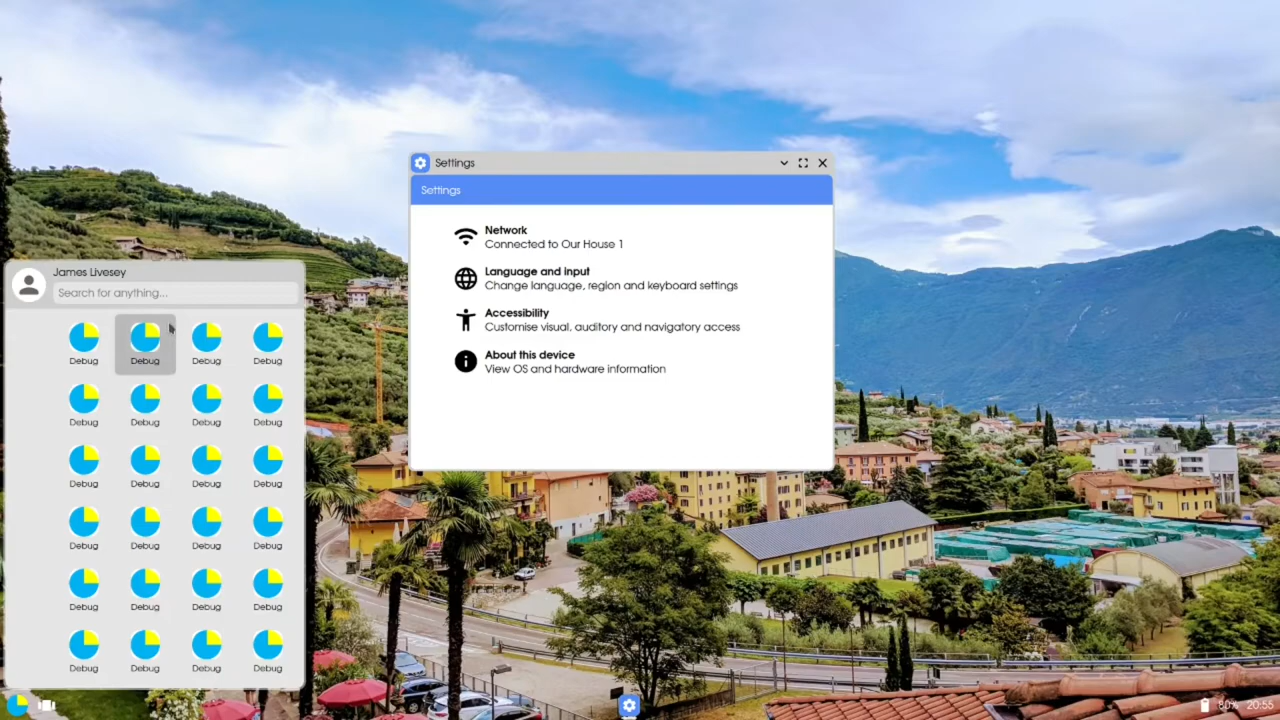 Settings
Settings
Network
Connected to Our House 1
Language and input
Change language, region and keyboard settings
Accessibility
Customise visual, auditory and navigatory access
About this device
View OS and hardware information
James Livesey
Search for anything...
Debug Debug Debug Debug
Debug Debug Debug Debug
Debug Debug Debug Debug
Debug Debug Debug Debug
Debug Debug Debug Debug
Debug Debug Debug Debug
80% 20:55